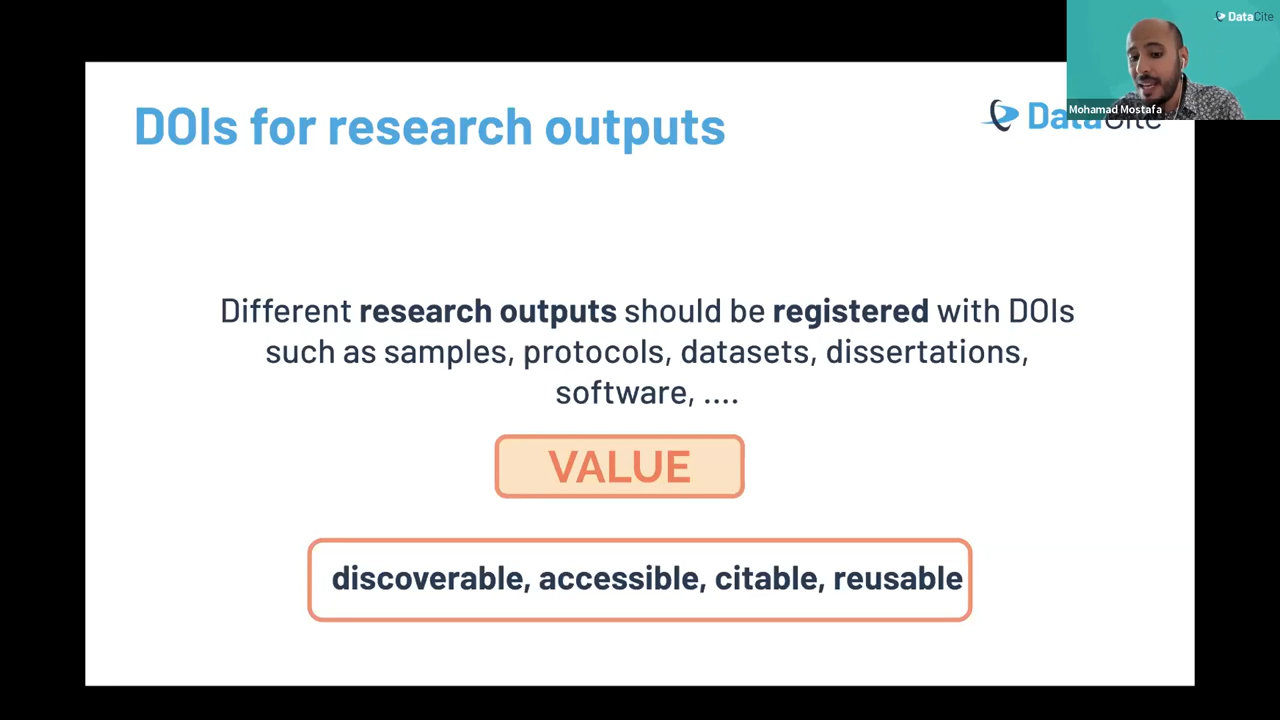 DataCite
Mohamad Mostafa
DOIs for research outputs
DataCite
Different research outputs should be registered with DOIs
such as samples, protocols, datasets, dissertations,
software, ....
VALUE
discoverable, accessible, citable, reusable